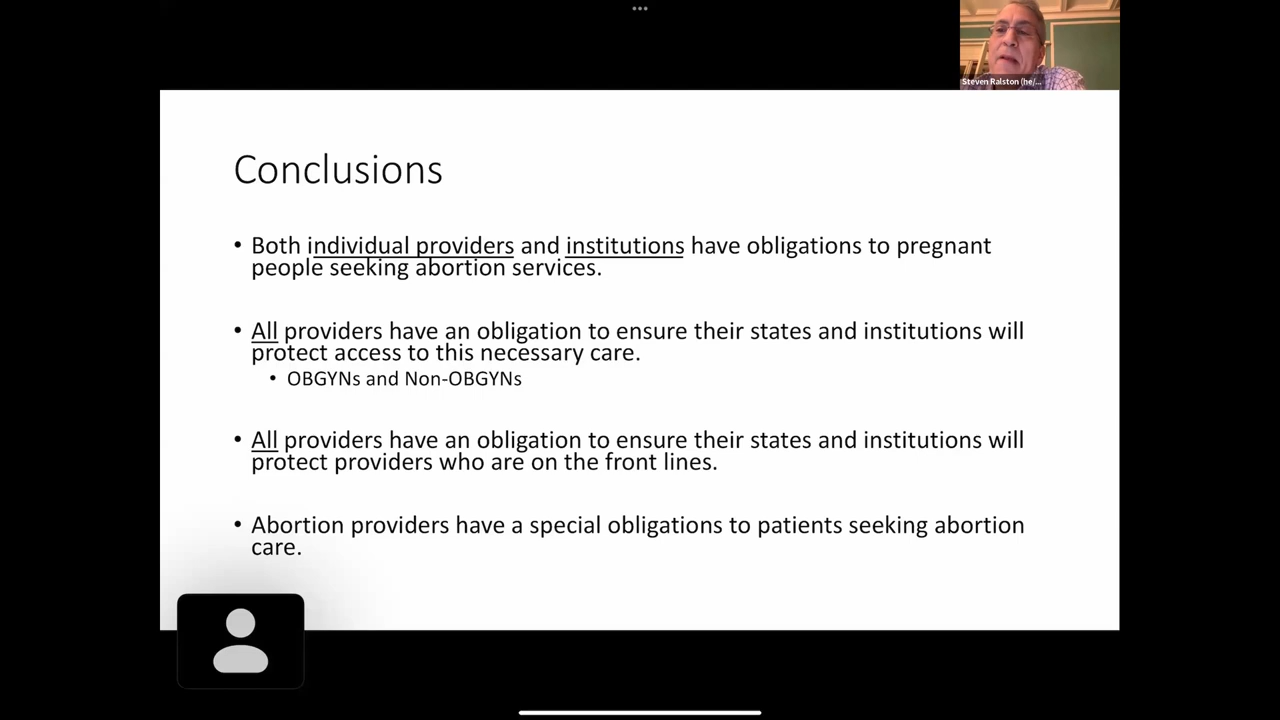 Steven Ralston (he/...
Conclusions
• Both individual providers and institutions have obligations to pregnant
people seeking abortion services.
• All providers have an obligation to ensure their states and institutions will
protect access to this necessary care.
• OBGYNs and Non-OBGYNs
• All providers have an obligation to ensure their states and institutions will
protect providers who are on the front lines.
• Abortion providers have a special obligations to patients seeking abortion
care.